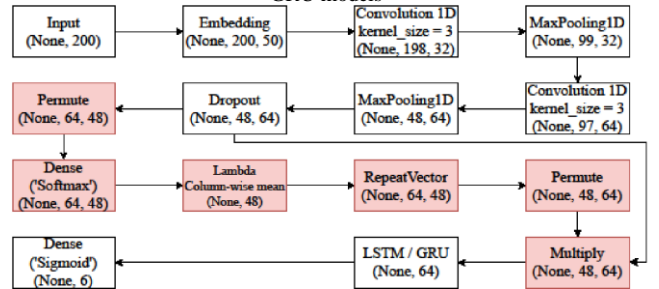 GRU models
Input
(None, 200)
Embedding
(None, 200, 50)
Convolution 1D
kernel_size = 3
(None, 198, 32)
MaxPooling1D
(None, 99, 32)
Permute
(None, 64, 48)
Dropout
(None, 48, 64)
MaxPooling1D
(None, 48, 64)
Convolution 1D
kernel_size = 3
(None, 97, 64)
Dense
('Softmax')
(None, 64, 48)
Lambda
Column-wise mean
(None, 48)
RepeatVector
(None, 64, 48)
Permute
(None, 48, 64)
Dense
('Sigmoid')
(None, 6)
LSTM / GRU
(None, 64)
Multiply
(None, 48, 64)